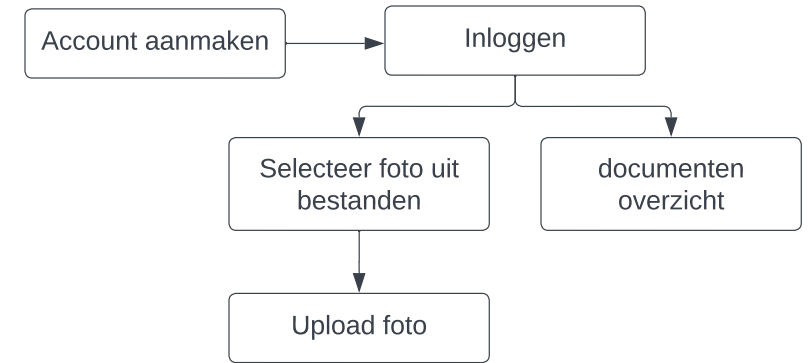 Account aanmaken
Inloggen
Selecteer foto uit
bestanden
documenten
overzicht
Upload foto